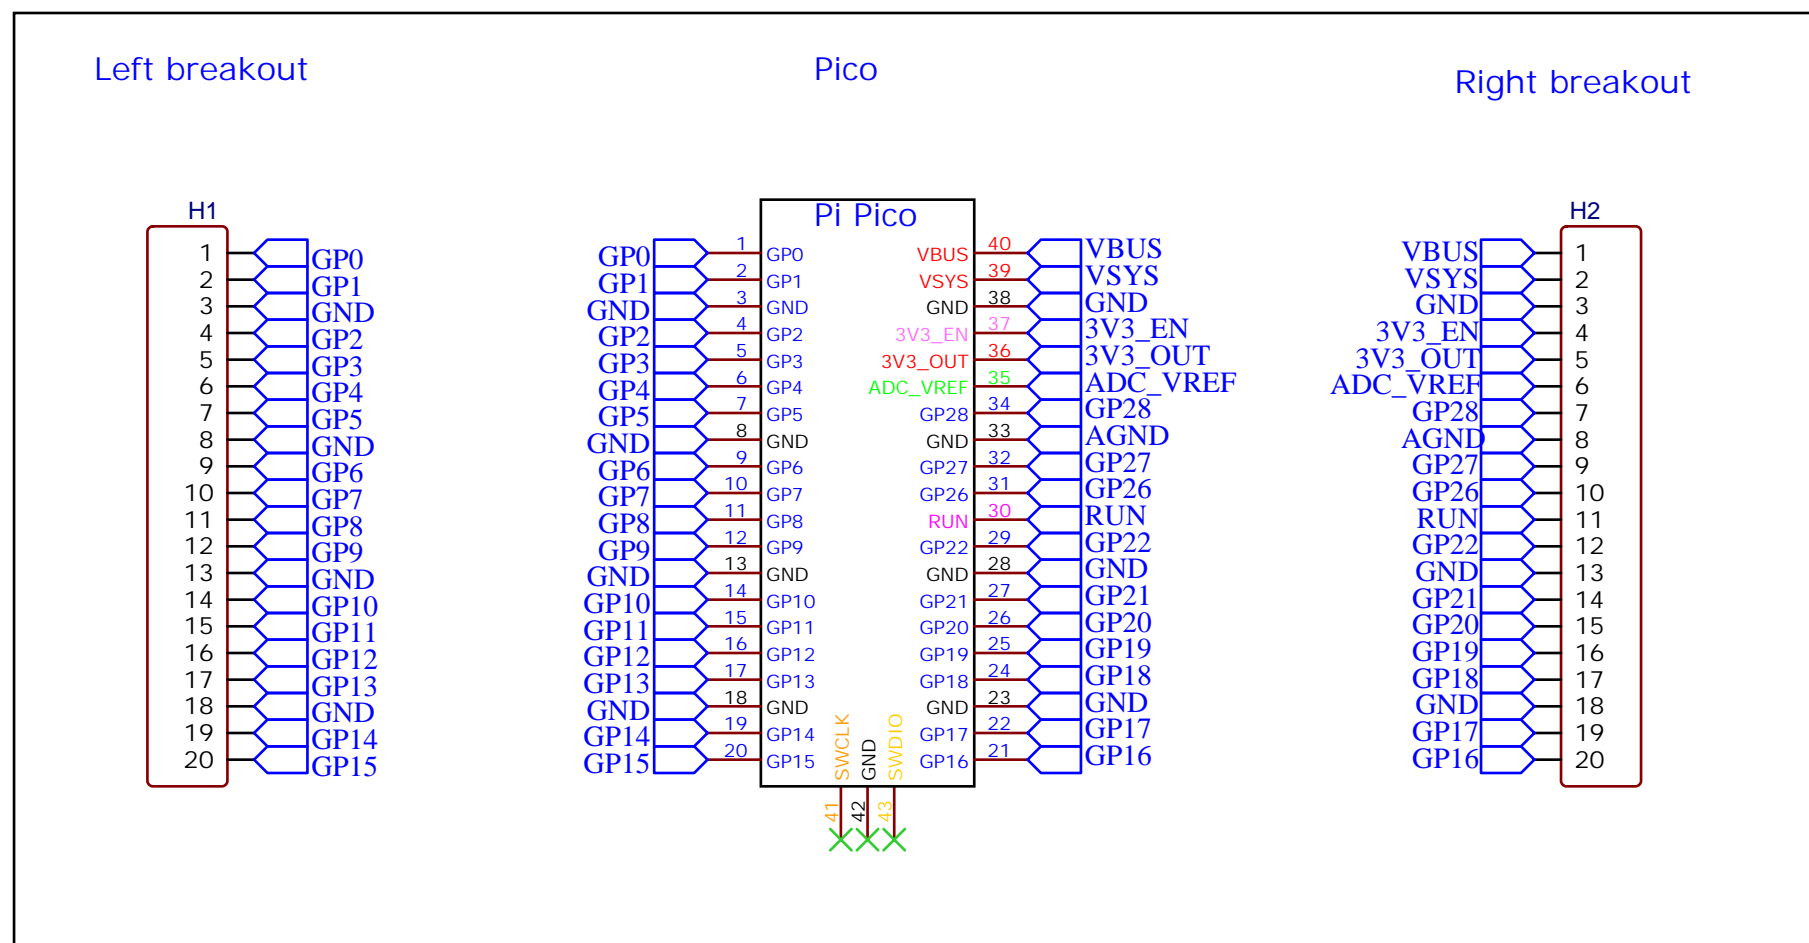 Left breakout
Pico
Right breakout
H1
Pi Pico
H2
1 GP0 GP0 1 GP0 VBUS 40 VBUS VBUS 1
2 GP1 GP1 2 GP1 VSYS 39 VSYS VSYS 2
3 GND GND 3 GND GND 38 GND GND 3
4 GP2 GP2 4 GP2 3V3_EN 37 3V3_EN 3V3_EN 4
5 GP3 GP3 5 GP3 3V3_OUT 36 3V3_OUT 3V3_OUT 5
6 GP4 GP4 6 GP4 ADC_VREF 35 ADC_VREF ADC_VREF 6
7 GP5 GP5 7 GP5 GP28 34 GP28 GP28 7
8 GND GND 8 GND GND 33 AGND AGND 8
9 GP6 GP6 9 GP6 GP27 32 GP27 GP27 9
10 GP7 GP7 10 GP7 GP26 31 GP26 GP26 10
11 GP8 GP8 11 GP8 RUN 30 RUN RUN 11
12 GP9 GP9 12 GP9 GP22 29 GP22 GP22 12
13 GND GND 13 GND GND 28 GND GND 13
14 GP10 GP10 14 GP10 GP21 27 GP21 GP21 14
15 GP11 GP11 15 GP11 GP20 26 GP20 GP20 15
16 GP12 GP12 16 GP12 GP19 25 GP19 GP19 16
17 GP13 GP13 17 GP13 GP18 24 GP18 GP18 17
18 GND GND 18 GND GND 23 GND GND 18
19 GP14 GP14 19 GP14 GP17 22 GP17 GP17 19
20 GP15 GP15 20 GP15 GP16 21 GP16 GP16 20
SWCLK 41
GND 42
SWDIO 43